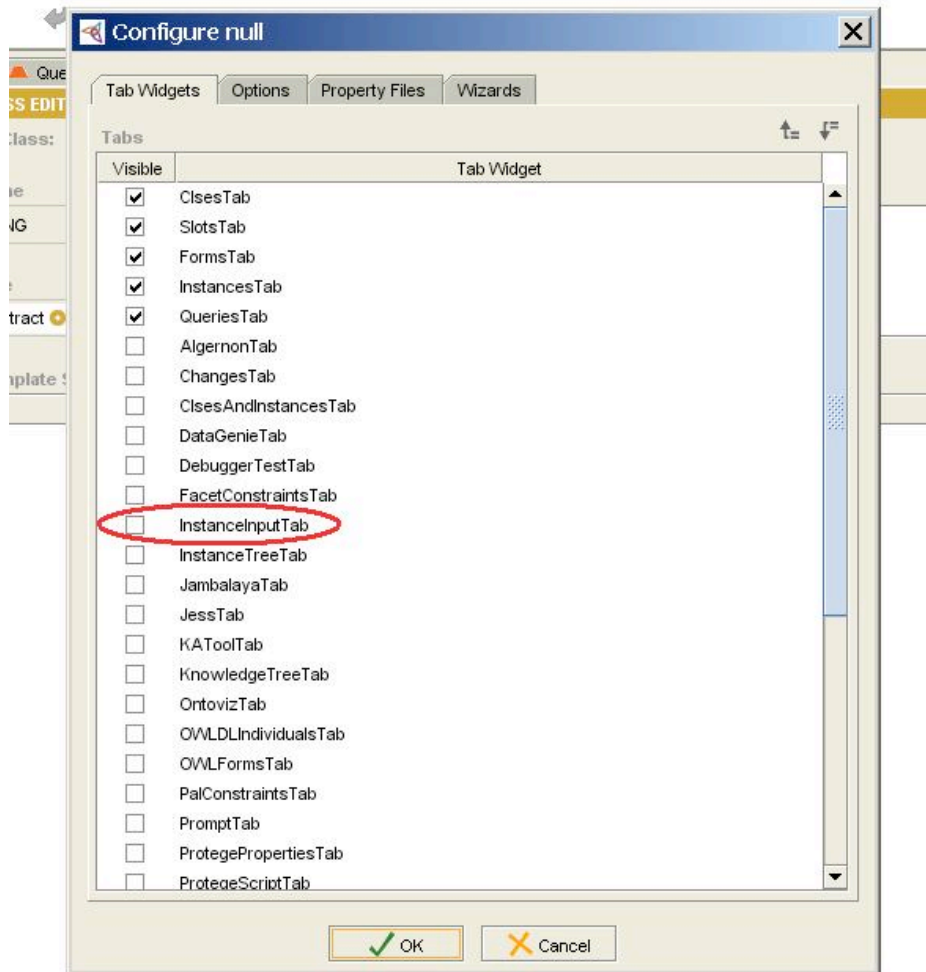 Configure null
Que
Tab Widgets Options Property Files Wizards
SS EDIT
Class:
Tabs
Visible Tab Widget
ne
ClsesTab
NG
SlotsTab
FormsTab
InstancesTab
tract
QueriesTab
AlgernonTab
nplate S
ChangesTab
ClsesAndInstancesTab
DataGenieTab
DebuggerTestTab
FacetConstraintsTab
InstanceInputTab
InstanceTreeTab
JambalayaTab
JessTab
KAToolTab
KnowledgeTreeTab
OntovizTab
OWLDLIndividualsTab
OWLFormsTab
PalConstraintsTab
PromptTab
ProtegePropertiesTab
ProtegeScriptTab
OK Cancel